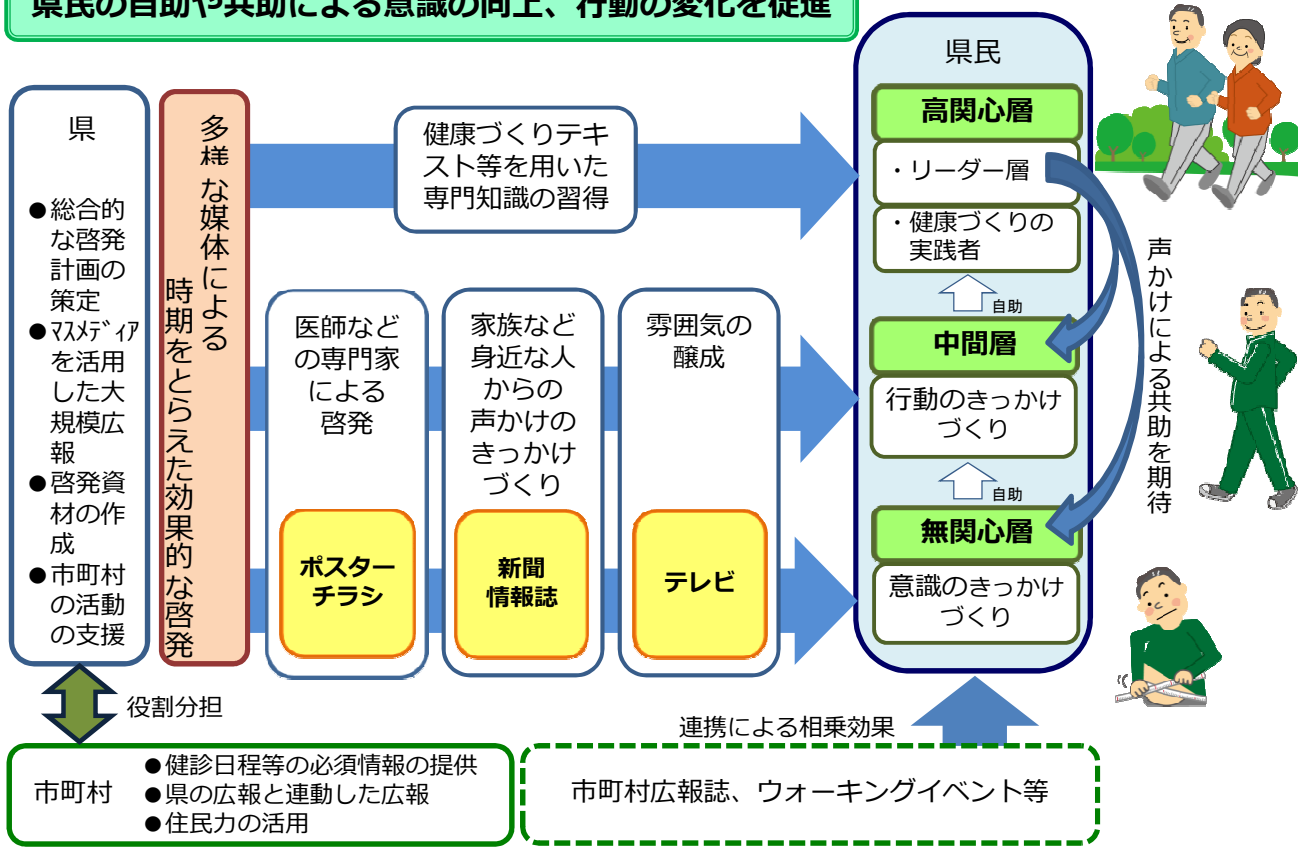 県民の自助や共助による意識の向上、行動の変化を促進
県
●総合的
な啓発
計画の
策定
●ﾏｽﾒﾃﾞｨｱ
を活用
した大
規模広
報
●啓発資
材の作
成
●市町村
の活動
の支援
多様な媒体による
時期をとらえた効果的な啓発
健康づくりテキ
スト等を用いた
専門知識の習得
医師など
の専門家
による
啓発
ポスター
チラシ
家族など
身近な人
からの
声かけの
きっかけ
づくり
新聞
情報誌
雰囲気の
醸成
テレビ
県民
高関心層
・リーダー層
・健康づくりの
実践者
自助
中間層
行動のきっかけ
づくり
自助
無関心層
意識のきっかけ
づくり
声かけによる共助を期待
役割分担
連携による相乗効果
市町村
●健診日程等の必須情報の提供
●県の広報と連動した広報
●住民力の活用
市町村広報誌、ウォーキングイベント等